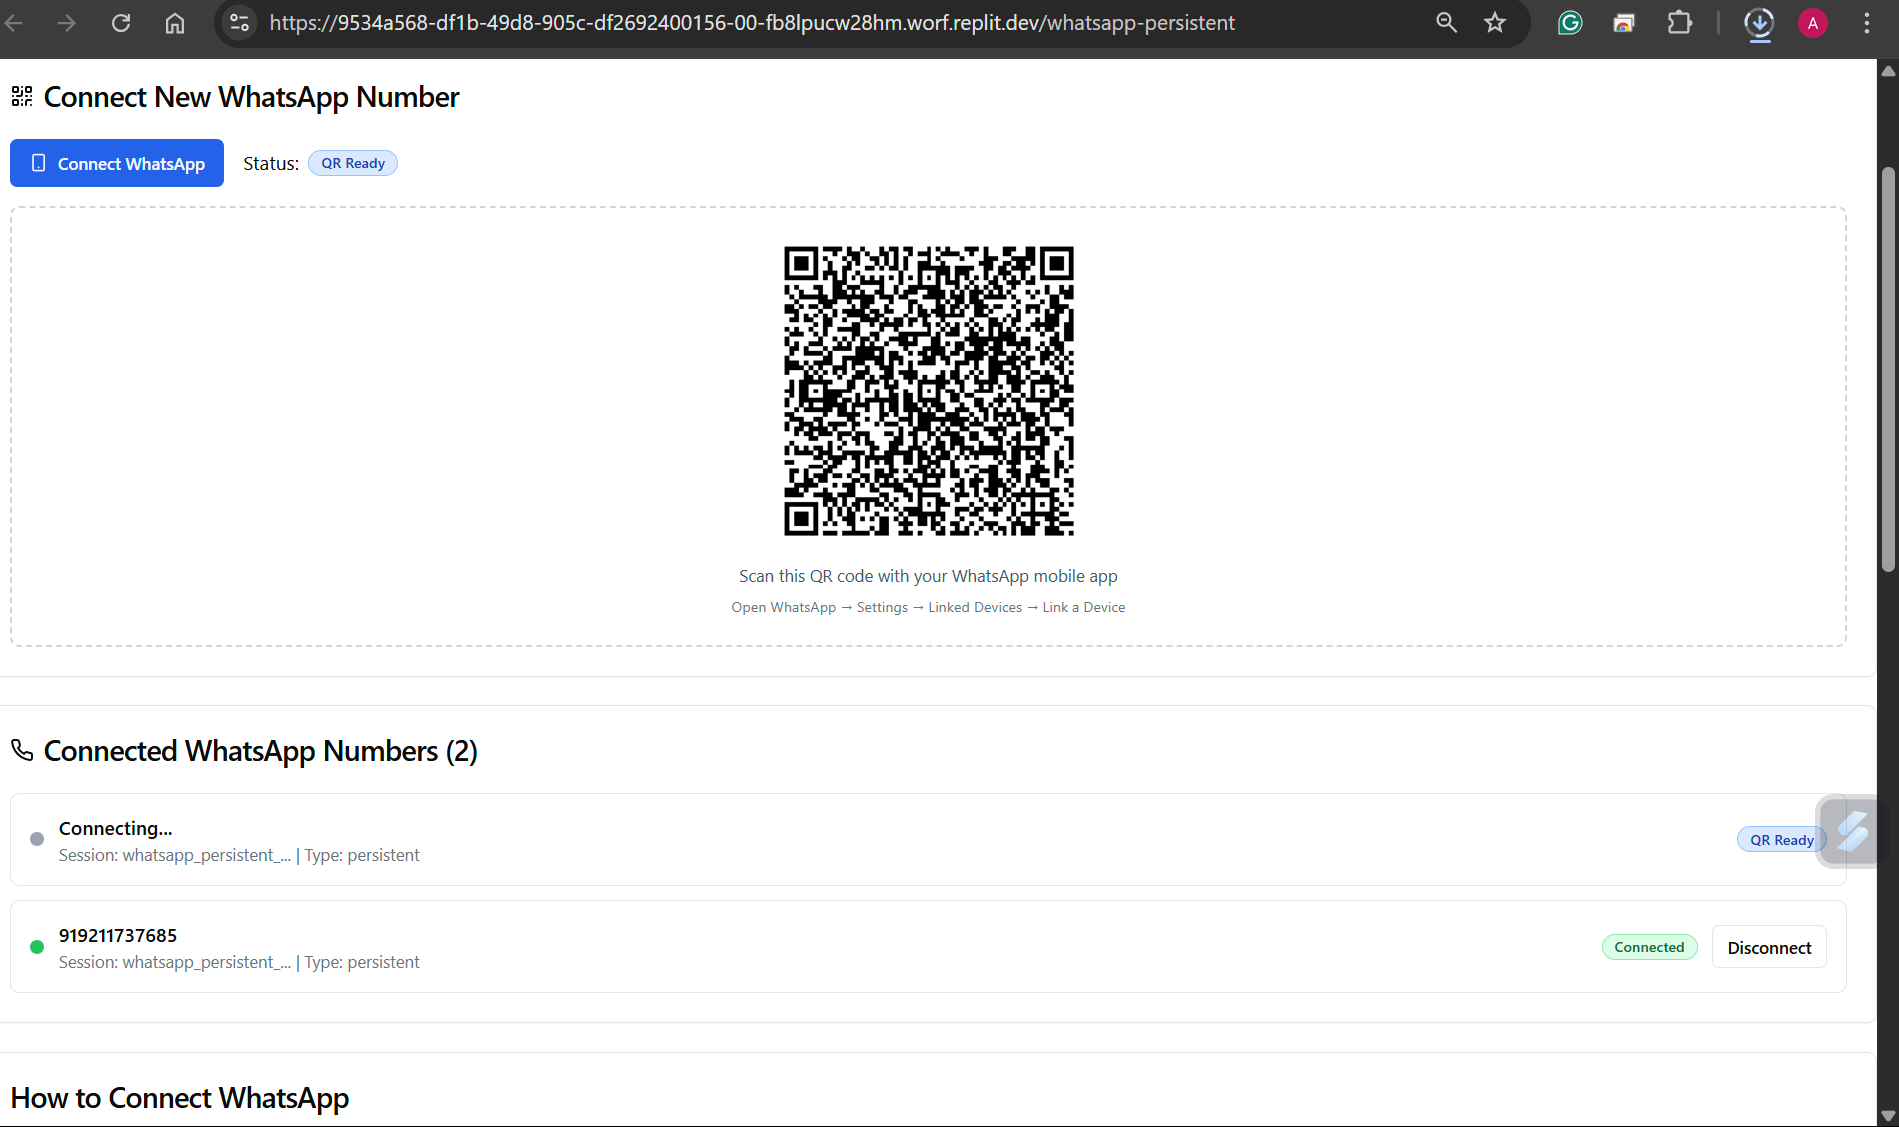 https://9534a568-df1b-49d8-905c-df2692400156-00-fb8lpucw28hm.worf.replit.dev/whatsapp-persistent
A
Connect New WhatsApp Number
Connect WhatsApp
Status: QR Ready
Scan this QR code with your WhatsApp mobile app
Open WhatsApp → Settings → Linked Devices → Link a Device
Connected WhatsApp Numbers (2)
Connecting...
Session: whatsapp_persistent_... | Type: persistent
QR Ready
919211737685
Session: whatsapp_persistent_... | Type: persistent
Connected
Disconnect
How to Connect WhatsApp